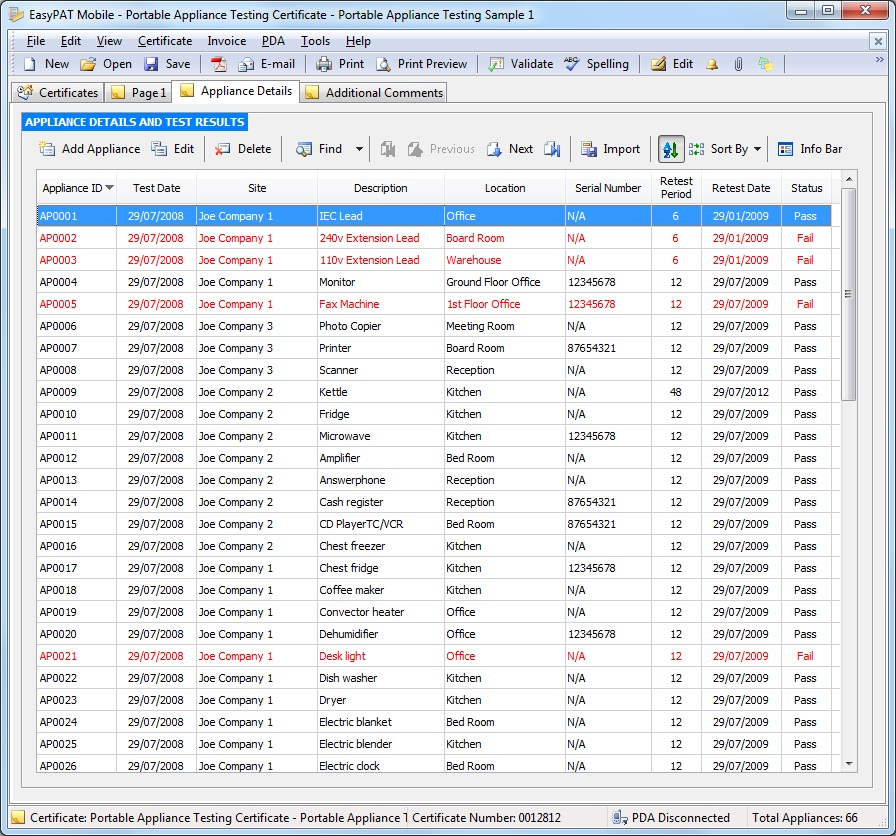 EasyPAT Mobile - Portable Appliance Testing Certificate - Portable Appliance Testing Sample 1
File Edit View Certificate Invoice PDA Tools Help
New Open Save E-mail Print Print Preview Validate ABC Spelling Edit
Certificates Page 1 Appliance Details Additional Comments
APPLIANCE DETAILS AND TEST RESULTS
Add Appliance Edit Delete Find Previous Next Import Sort By Info Bar
Appliance ID Test Date Site Description Location Serial Number Retest Period Retest Date Status
AP0001 29/07/2008 Joe Company 1 IEC Lead Office N/A 6 29/01/2009 Pass
AP0002 29/07/2008 Joe Company 1 240v Extension Lead Board Room N/A 6 29/01/2009 Fail
AP0003 29/07/2008 Joe Company 1 110v Extension Lead Warehouse N/A 6 29/01/2009 Fail
AP0004 29/07/2008 Joe Company 1 Monitor Ground Floor Office 12345678 12 29/07/2009 Pass
AP0005 29/07/2008 Joe Company 1 Fax Machine 1st Floor Office 12345678 12 29/07/2009 Fail
AP0006 29/07/2008 Joe Company 3 Photo Copier Meeting Room N/A 12 29/07/2009 Pass
AP0007 29/07/2008 Joe Company 3 Printer Board Room 87654321 12 29/07/2009 Pass
AP0008 29/07/2008 Joe Company 3 Scanner Reception N/A 12 29/07/2009 Pass
AP0009 29/07/2008 Joe Company 2 Kettle Kitchen N/A 48 29/07/2012 Pass
AP0010 29/07/2008 Joe Company 2 Fridge Kitchen N/A 12 29/07/2009 Pass
AP0011 29/07/2008 Joe Company 2 Microwave Kitchen 12345678 12 29/07/2009 Pass
AP0012 29/07/2008 Joe Company 2 Amplifier Bed Room N/A 12 29/07/2009 Pass
AP0013 29/07/2008 Joe Company 2 Answerphone Reception N/A 12 29/07/2009 Pass
AP0014 29/07/2008 Joe Company 2 Cash register Reception 87654321 12 29/07/2009 Pass
AP0015 29/07/2008 Joe Company 2 CD PlayerTC/VCR Bed Room 87654321 12 29/07/2009 Pass
AP0016 29/07/2008 Joe Company 2 Chest freezer Kitchen N/A 12 29/07/2009 Pass
AP0017 29/07/2008 Joe Company 1 Chest fridge Kitchen 12345678 12 29/07/2009 Pass
AP0018 29/07/2008 Joe Company 1 Coffee maker Kitchen N/A 12 29/07/2009 Pass
AP0019 29/07/2008 Joe Company 1 Convector heater Office N/A 12 29/07/2009 Pass
AP0020 29/07/2008 Joe Company 1 Dehumidifier Office 12345678 12 29/07/2009 Pass
AP0021 29/07/2008 Joe Company 1 Desk light Office N/A 12 29/07/2009 Fail
AP0022 29/07/2008 Joe Company 1 Dish washer Kitchen N/A 12 29/07/2009 Pass
AP0023 29/07/2008 Joe Company 1 Dryer Kitchen N/A 12 29/07/2009 Pass
AP0024 29/07/2008 Joe Company 1 Electric blanket Bed Room N/A 12 29/07/2009 Pass
AP0025 29/07/2008 Joe Company 1 Electric blender Kitchen N/A 12 29/07/2009 Pass
AP0026 29/07/2008 Joe Company 1 Electric clock Bed Room N/A 12 29/07/2009 Pass
Certificate: Portable Appliance Testing Certificate - Portable Appliance T Certificate Number: 0012812 PDA Disconnected Total Appliances: 66